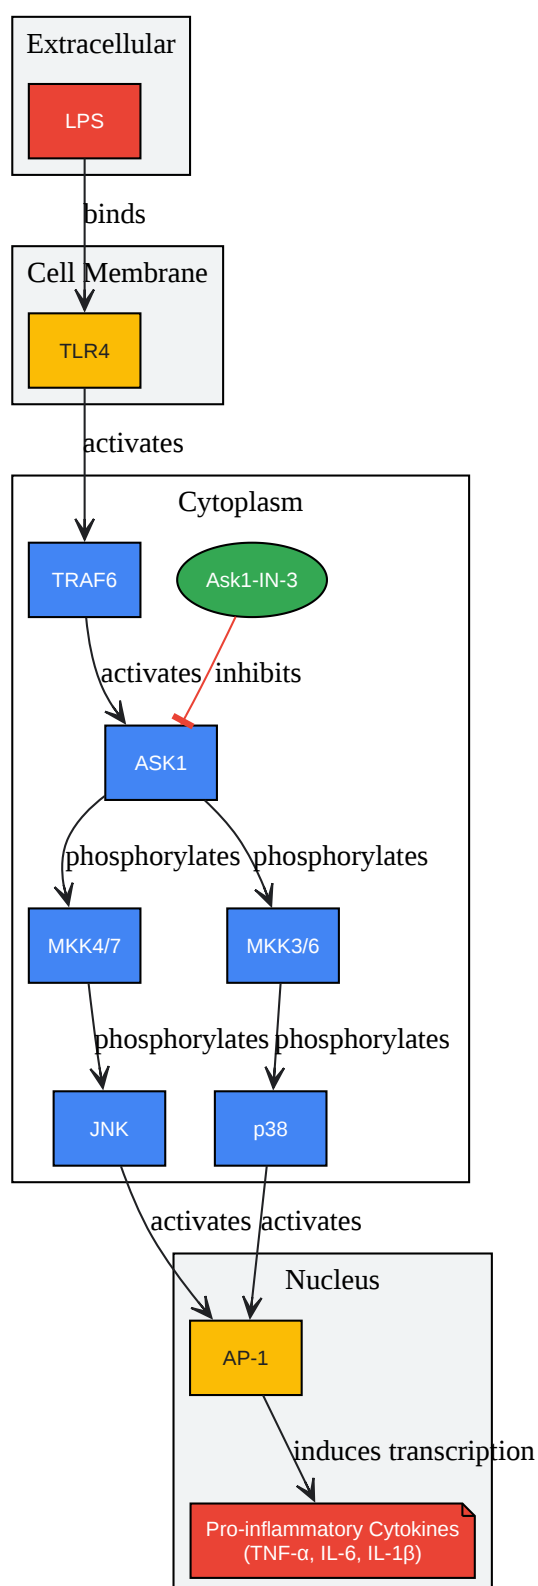 Extracellular
LPS
binds
Cell Membrane
TLR4
activates
Cytoplasm
TRAF6
Ask1-IN-3
activates
inhibits
ASK1
phosphorylates
phosphorylates
MKK4/7
MKK3/6
phosphorylates
phosphorylates
JNK
p38
activates
activates
Nucleus
AP-1
induces transcription
Pro-inflammatory Cytokines
(TNF-α, IL-6, IL-1β)